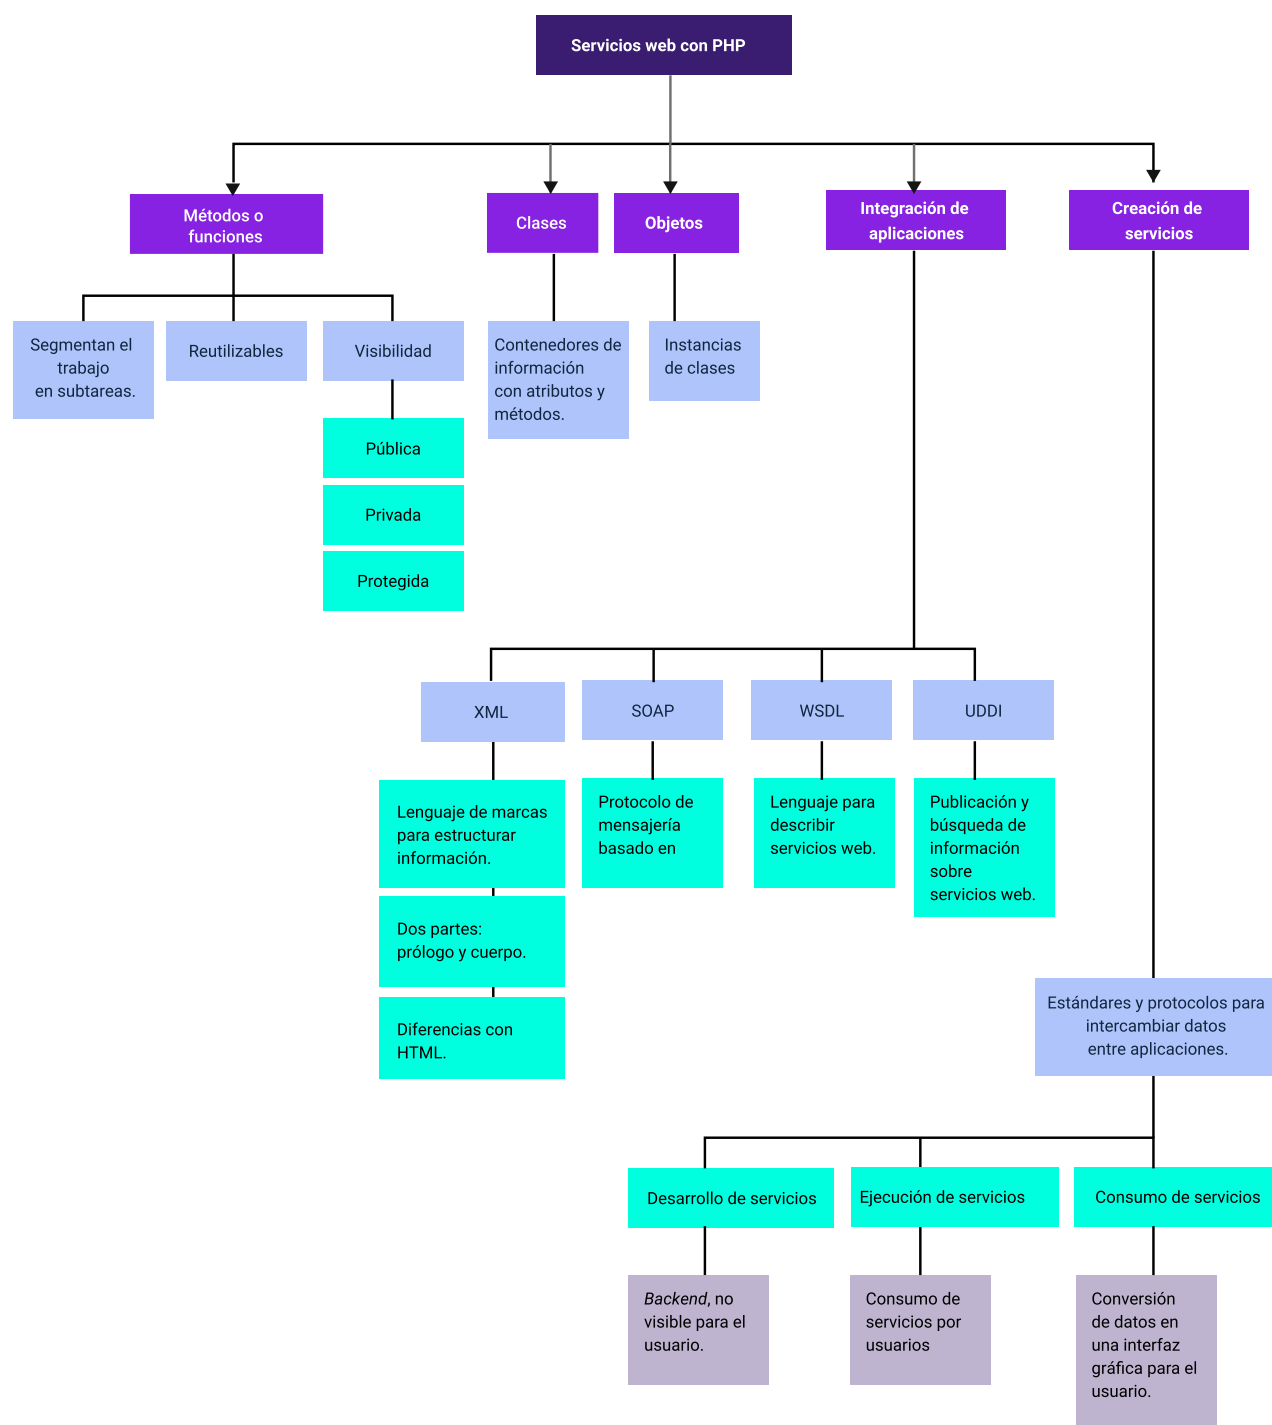 Servicios web con PHP
Métodos o
funciones
Clases
Objetos
Integración de
aplicaciones
Creación de
servicios
Segmentan el
trabajo
en subtareas.
Reutilizables
Visibilidad
Contenedores de
información
con atributos y
métodos.
Instancias
de clases
Pública
Privada
Protegida
XML
SOAP
WSDL
UDDI
Lenguaje de marcas
para estructurar
información.
Protocolo de
mensajería
basado en
Lenguaje para
describir
servicios web.
Publicación y
búsqueda de
información
sobre
servicios web.
Dos partes:
prólogo y cuerpo.
Diferencias con
HTML.
Estándares y protocolos para
intercambiar datos
entre aplicaciones.
Desarrollo de servicios
Ejecución de servicios
Consumo de servicios
Backend, no
visible para el
usuario.
Consumo de
servicios por
usuarios
Conversión
de datos en
una interfaz
gráfica para el
usuario.